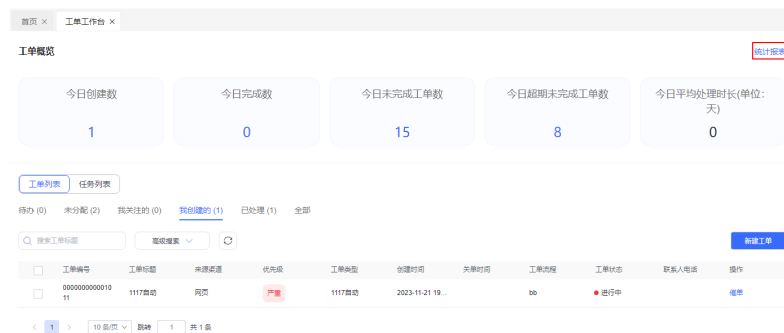 首页 × 工单工作台 ×
工单概览 统计报表
今日创建数 今日完成数 今日未完成工单数 今日超期未完成工单数 今日平均处理时长(单位:
天)
1 0 15 8 0
工单列表 任务列表
待办 (0) 未分配 (2) 我关注的 (0) 我创建的 (1) 已处理 (1) 全部
搜索工单标题 高级搜索 新建工单
工单编号 工单标题 来源渠道 优先级 工单类型 创建时间 关单时间 工单流程 工单状态 联系人电话 操作
0000000000010
11
1117自动 网页 严重 1117自动 2023-11-21 19... bb 进行中 催单
< 1 > 10 条/页 跳转 1 共 1 条